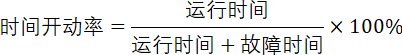 时间开动率 = 运行时间 / (运行时间 + 故障时间) × 100%